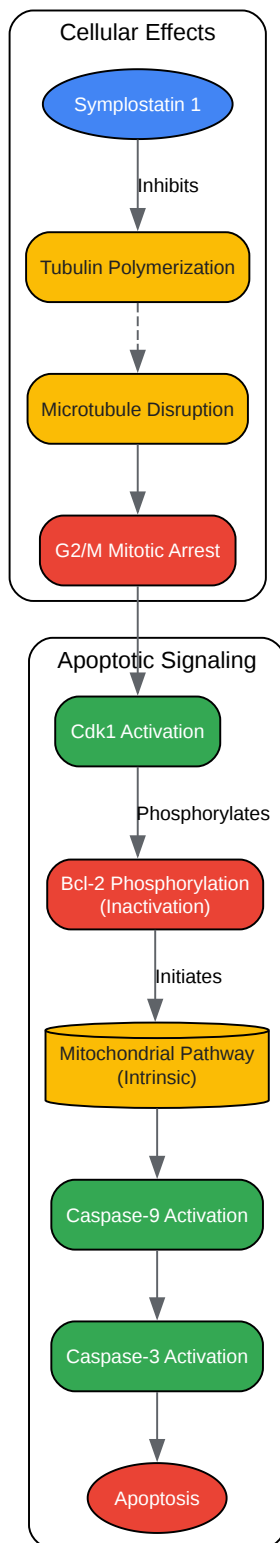 Cellular Effects
Symplostatin 1
Inhibits
Tubulin Polymerization
Microtubule Disruption
G2/M Mitotic Arrest
Apoptotic Signaling
Cdk1 Activation
Phosphorylates
Bcl-2 Phosphorylation
(Inactivation)
Initiates
Mitochondrial Pathway
(Intrinsic)
Caspase-9 Activation
Caspase-3 Activation
Apoptosis